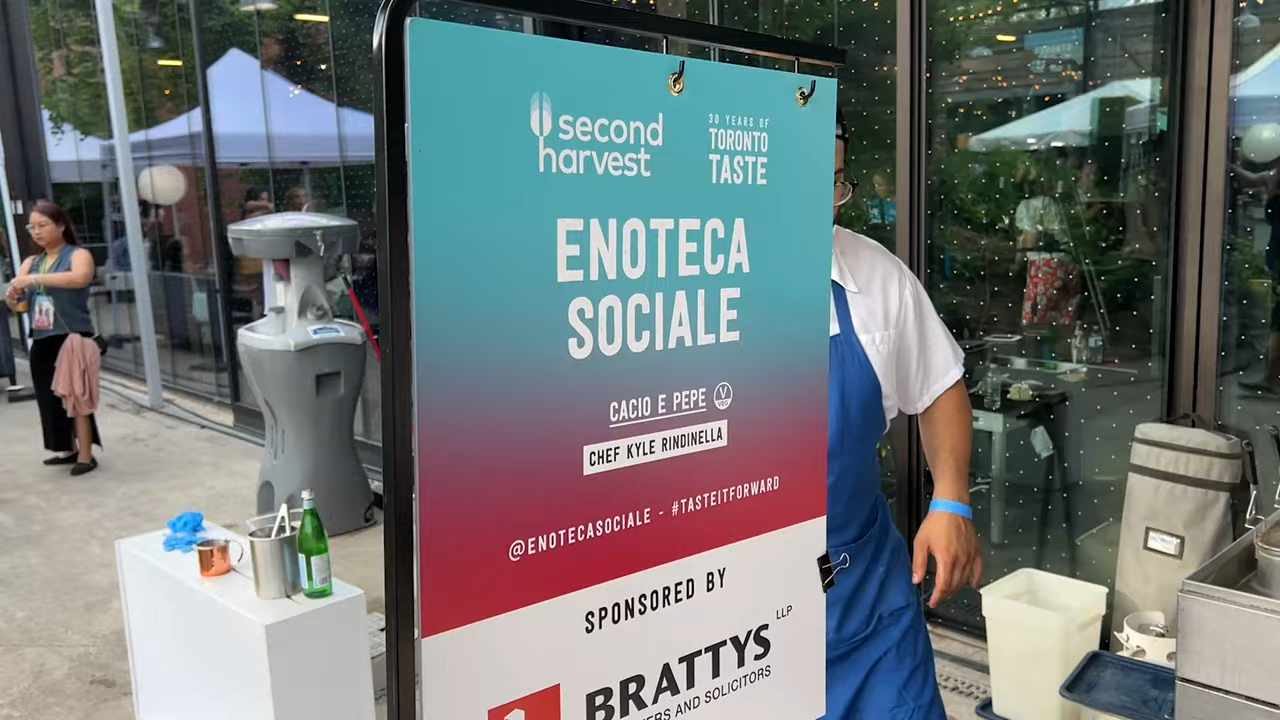 second
harvest
30 YEARS OF
TORONTO
TASTE
ENOTECA
SOCIALE
CACIO E PEPE V VEG
CHEF KYLE RINDINELLA
@ENOTECASOCIALE - #TASTEITFORWARD
SPONSORED BY
BRATTYS LLP
AND SOLICITORS